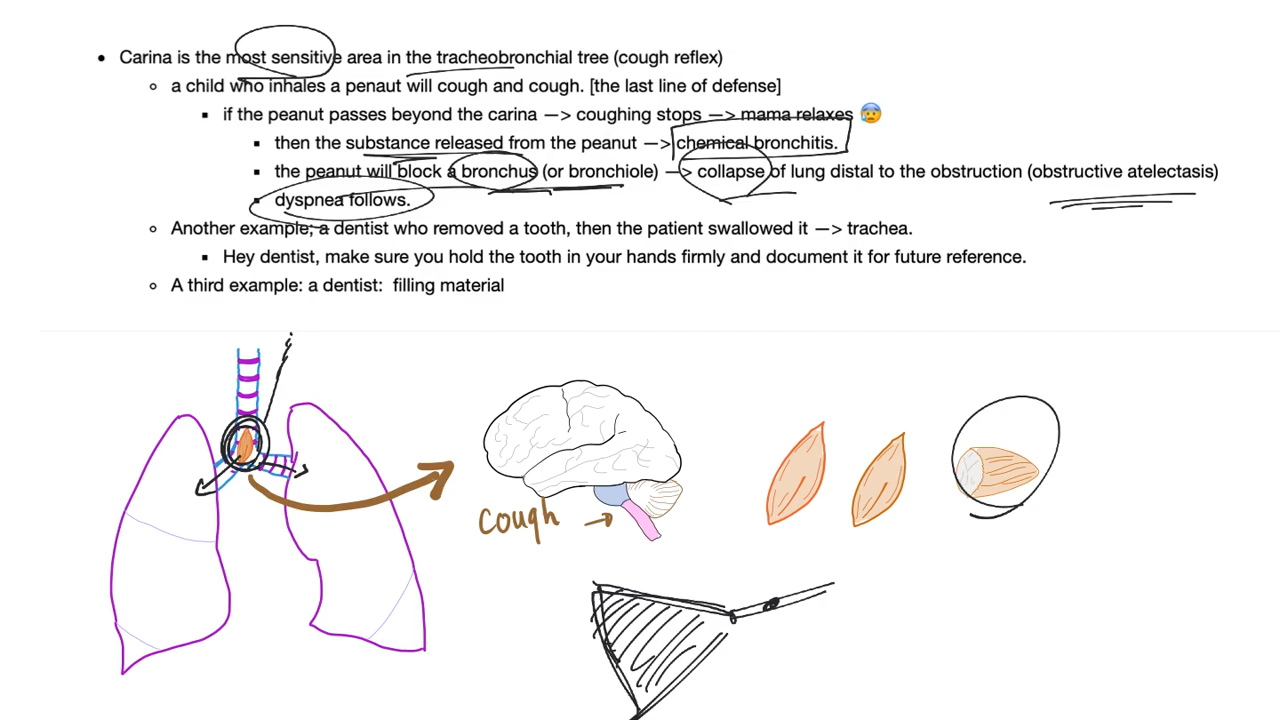 Carina is the most sensitive area in the tracheobronchial tree (cough reflex)
a child who inhales a penaut will cough and cough. [the last line of defense]
if the peanut passes beyond the carina —> coughing stops —> mama relaxes 😰
then the substance released from the peanut —> chemical bronchitis.
the peanut will block a bronchus (or bronchiole) —> collapse of lung distal to the obstruction (obstructive atelectasis)
dyspnea follows.
Another example; a dentist who removed a tooth, then the patient swallowed it —> trachea.
Hey dentist, make sure you hold the tooth in your hands firmly and document it for future reference.
A third example: a dentist:  filling material
Cough